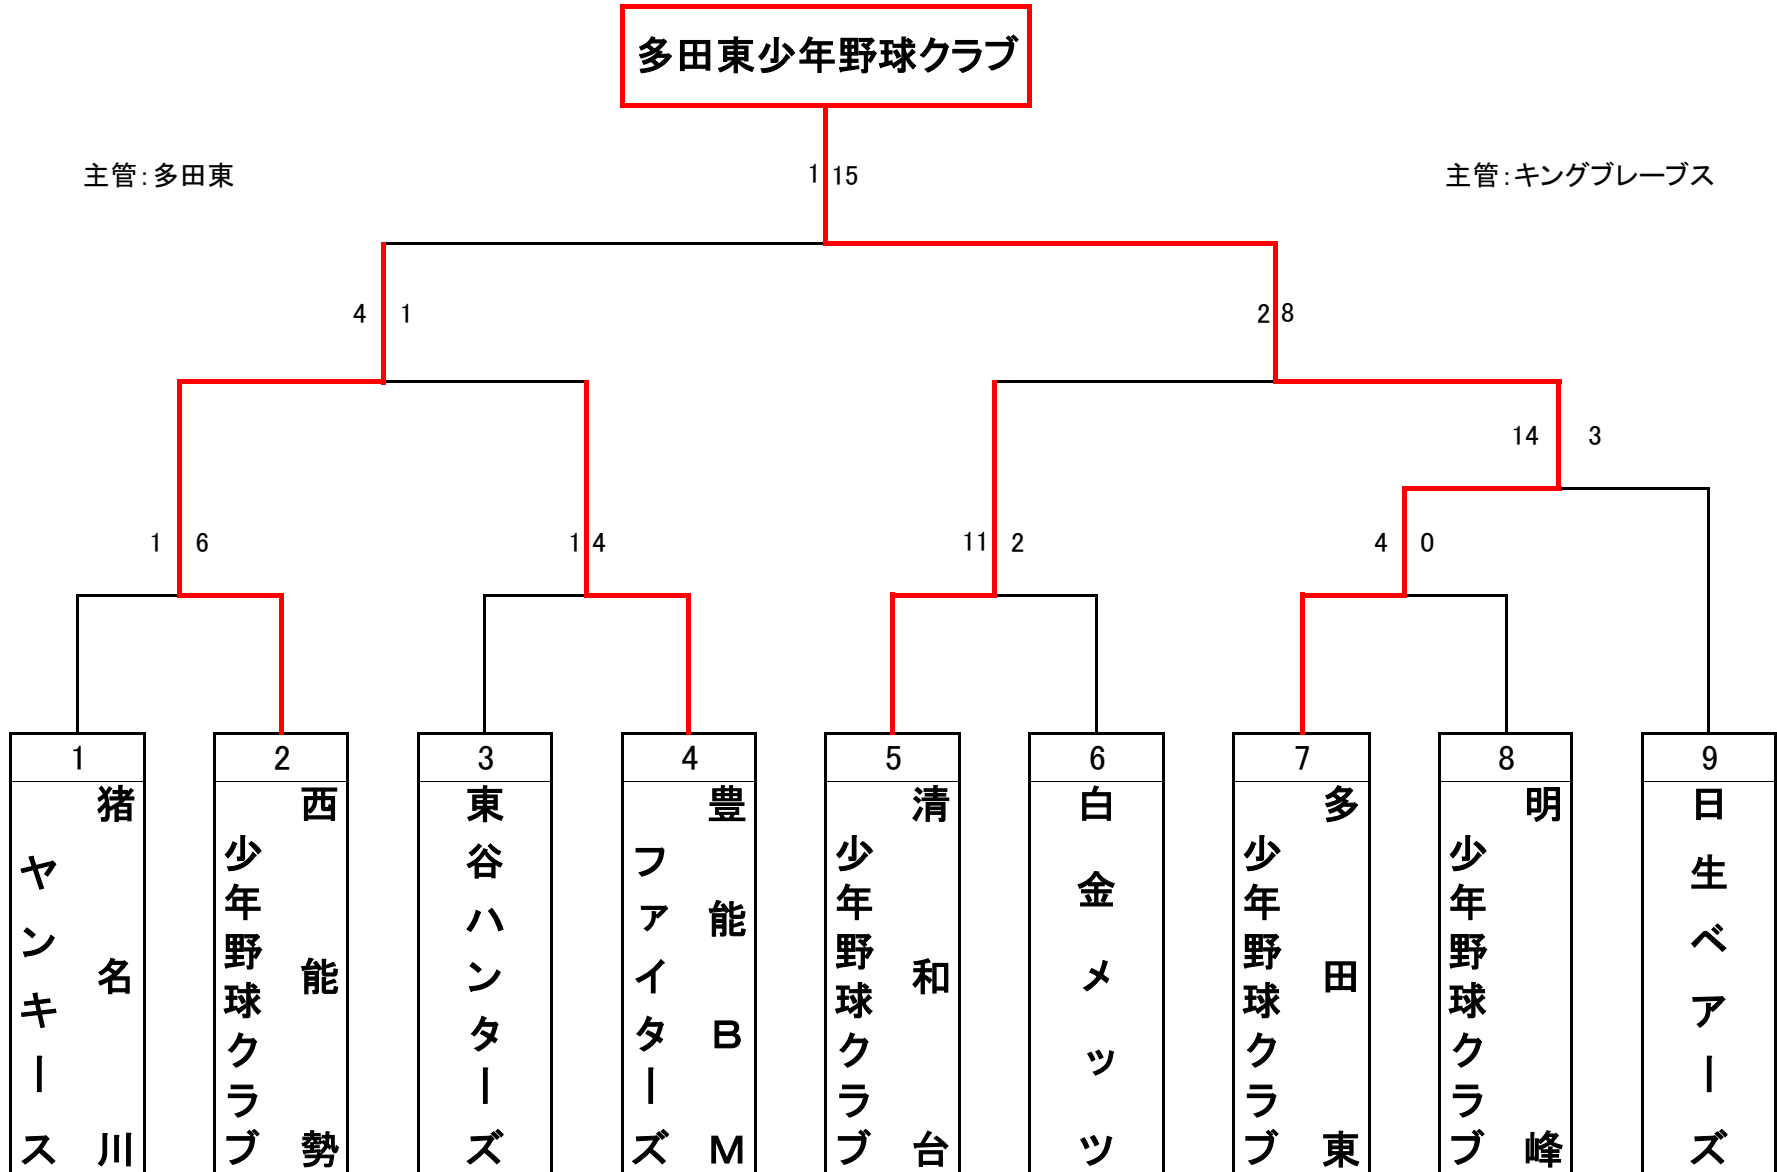 多田東少年野球クラブ
主管：多田東
1 15
主管：キングブレーブス
4 1
2 8
14 3
1 6
1 4
11 2
4 0
1
2
3
4
5
6
7
8
9
猪名川
ヤンキース
西能勢
少年野球クラブ
東谷ハンターズ
豊能BM
ファイターズ
清和台
少年野球クラブ
白金メッツ
多田東
少年野球クラブ
明峰
少年野球クラブ
日生ベアーズ